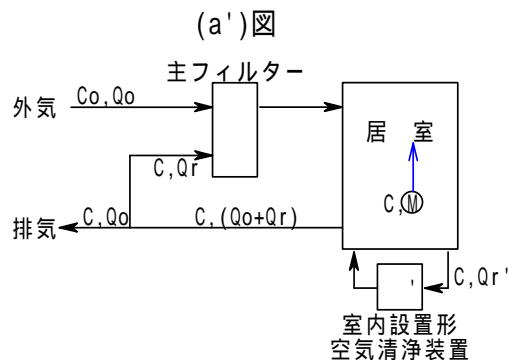 (a')図
主フィルター
外気
Co,Qo
居 室
C,Qr
C,M
排気
C,Qo
C,(Qo+Qr)
'
C,Qr'
室内設置形
空気清浄装置